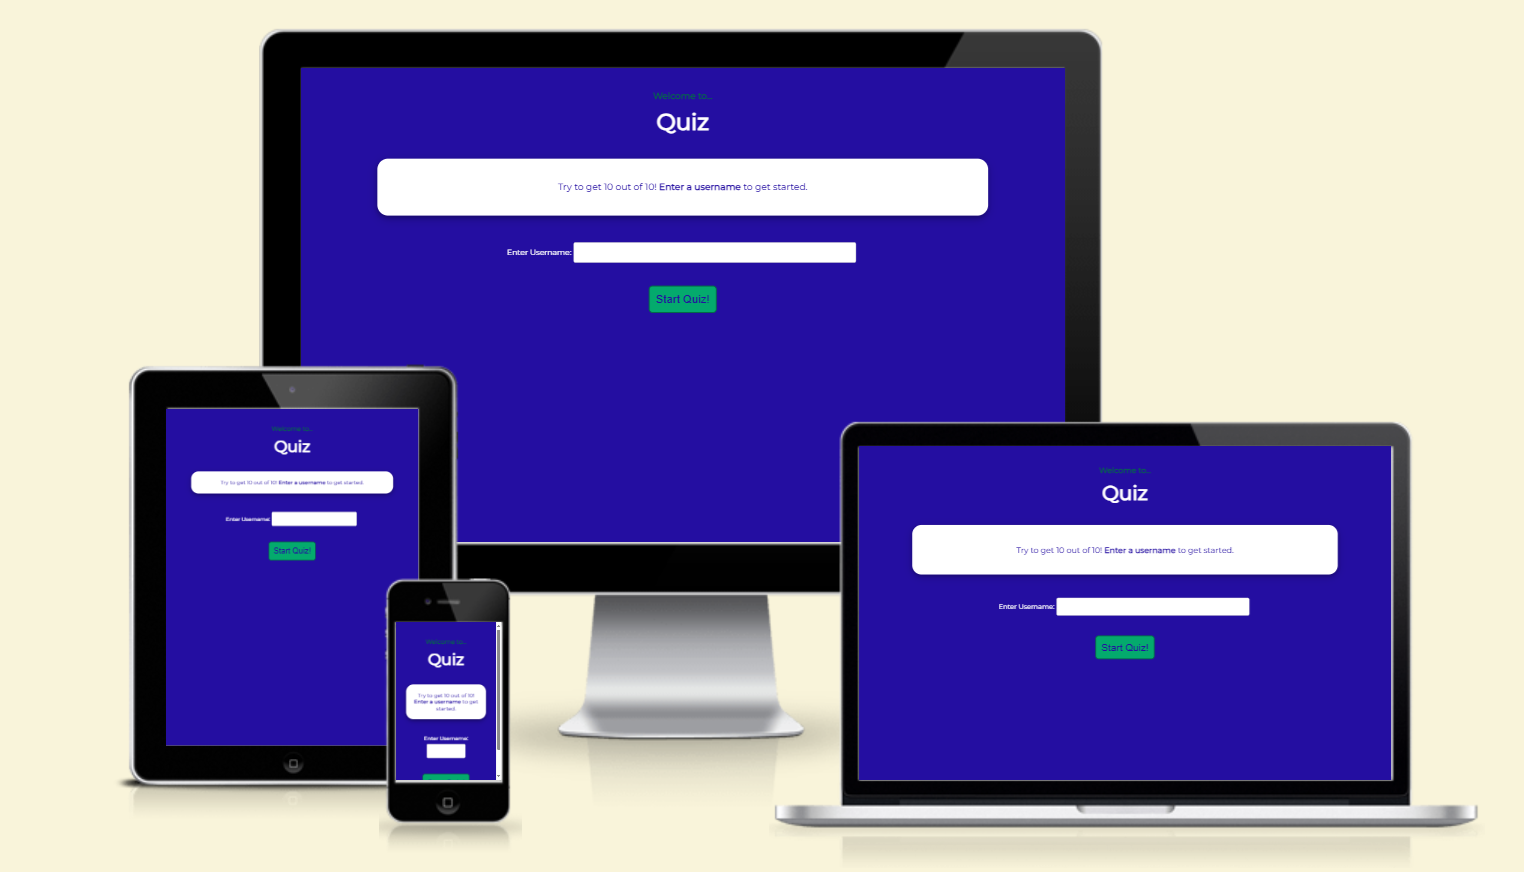 Welcome to...
Quiz
Try to get 10 out of 10! Enter a username to get started.
Enter Username:
Start Quiz!
Welcome to...
Quiz
Try to get 10 out of 10! Enter a username to get started.
Enter Username:
Start Quiz!
Welcome to...
Quiz
Try to get 10 out of 10!
Enter a username to get
started.
Enter Username:
Welcome to...
Quiz
Try to get 10 out of 10! Enter a username to get started.
Enter Username:
Start Quiz!